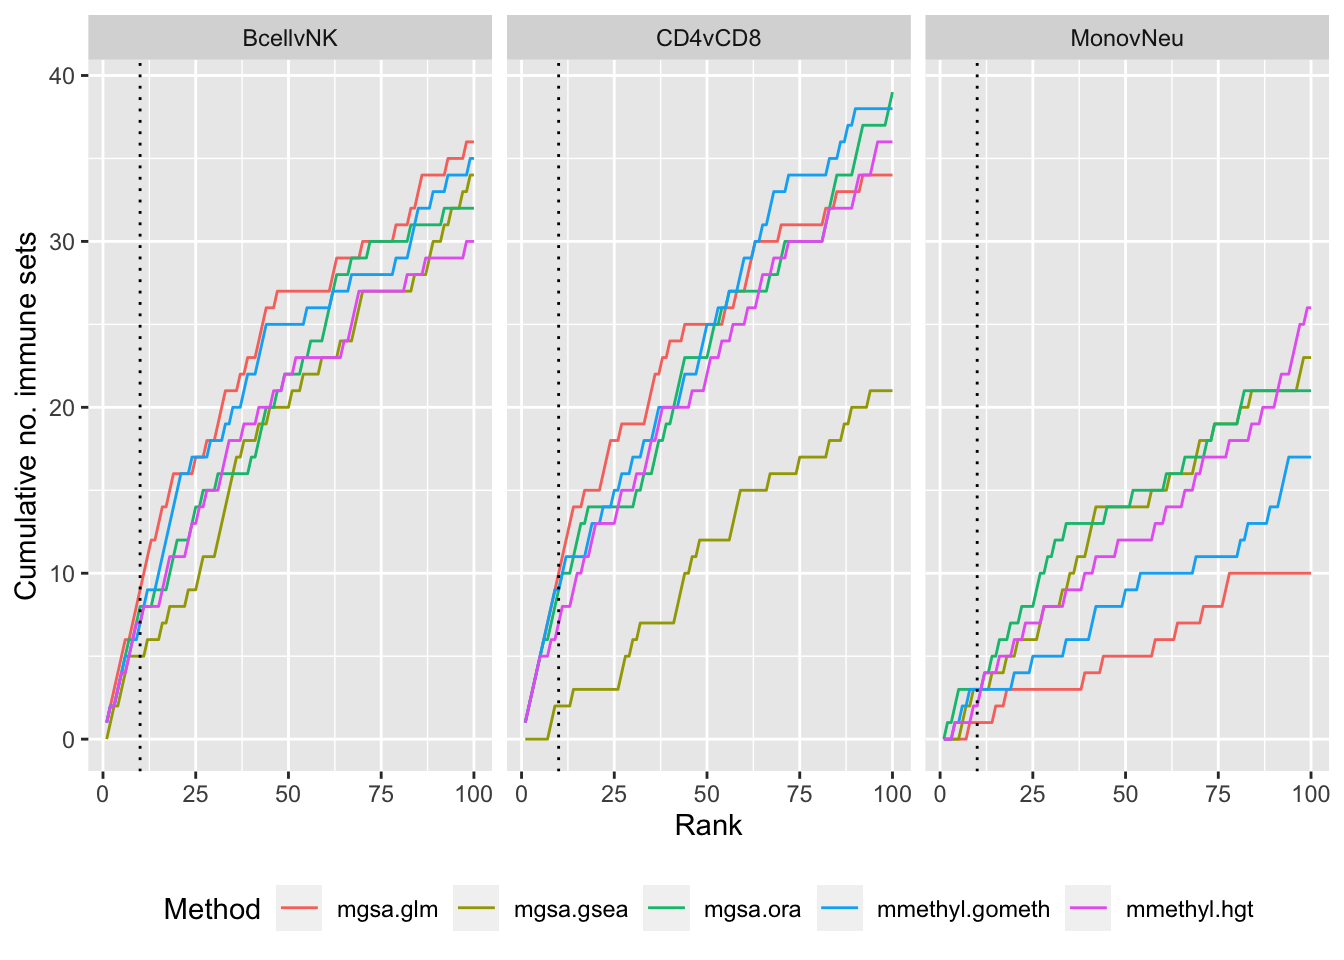 BcellvNK CD4vCD8 MonovNeu
40
30
20
10
0
Cumulative no. immune sets
0 25 50 75 100 0 25 50 75 100 0 25 50 75 100
Rank
Method mgsa.glm mgsa.gsea mgsa.ora mmethyl.gometh mmethyl.hgt